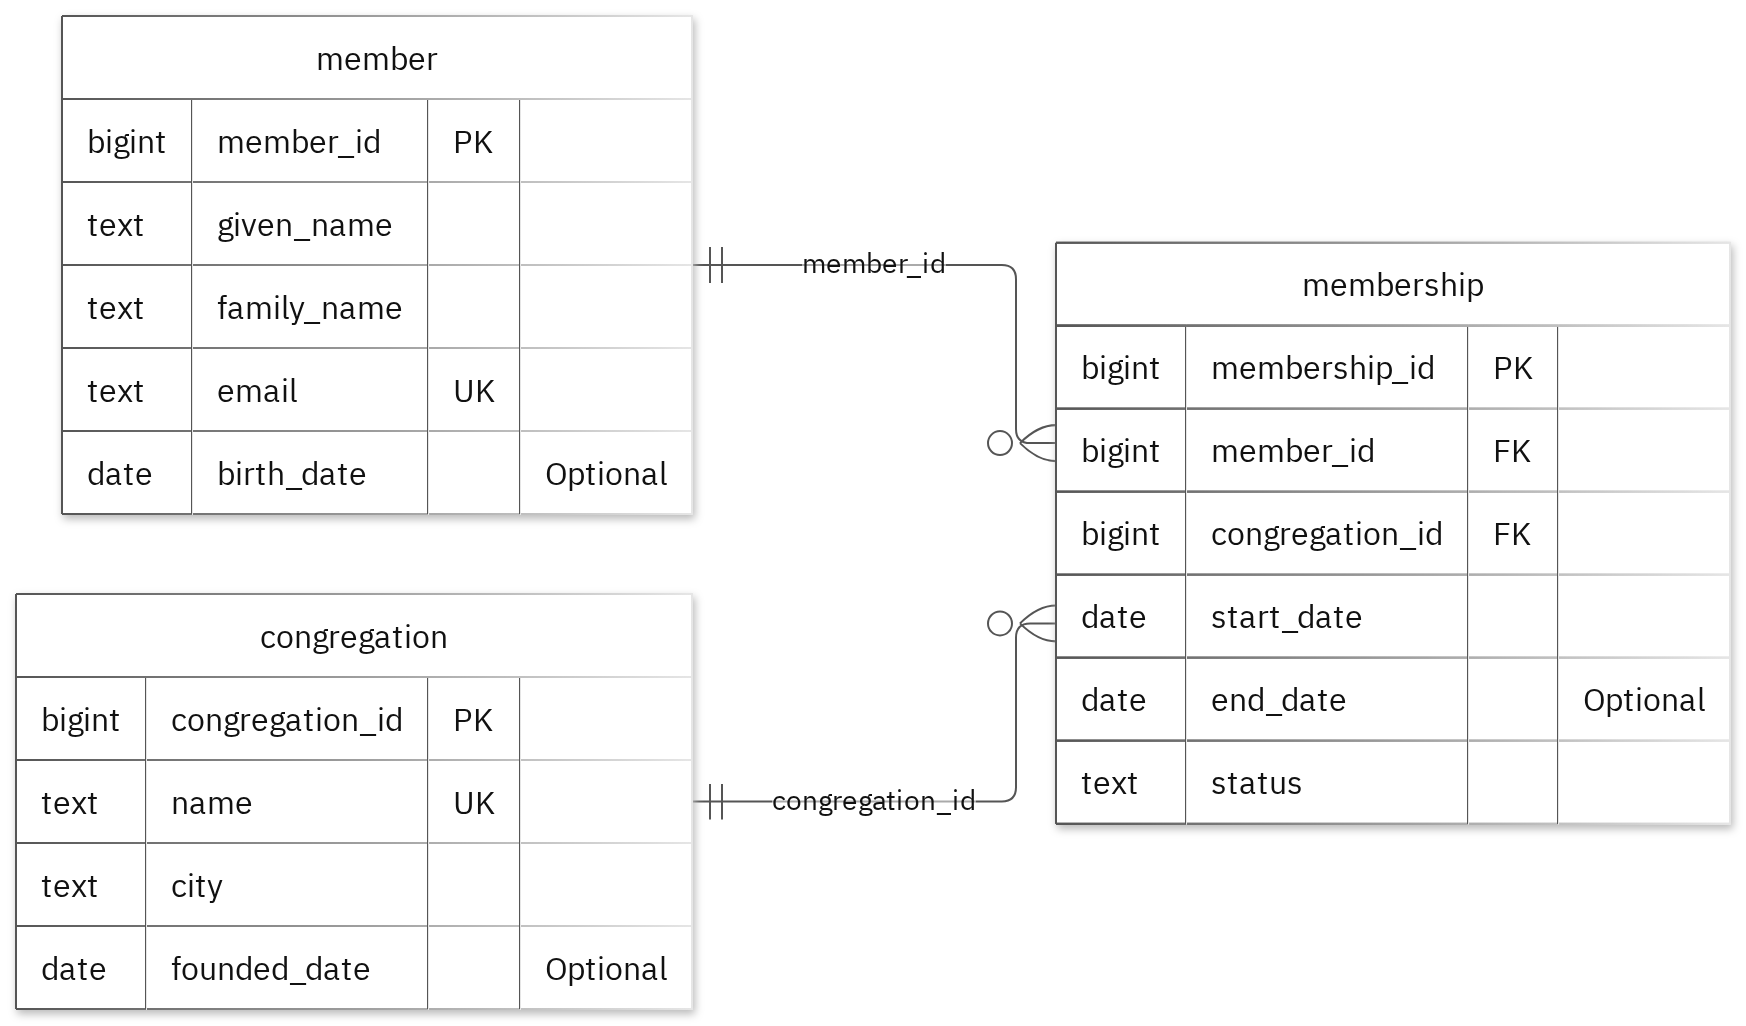 member
bigint member_id PK
text given_name
text family_name
text email UK
date birth_date Optional
member_id
membership
bigint membership_id PK
bigint member_id FK
bigint congregation_id FK
date start_date
date end_date Optional
text status
congregation
bigint congregation_id PK
text name UK
text city
date founded_date Optional
congregation_id